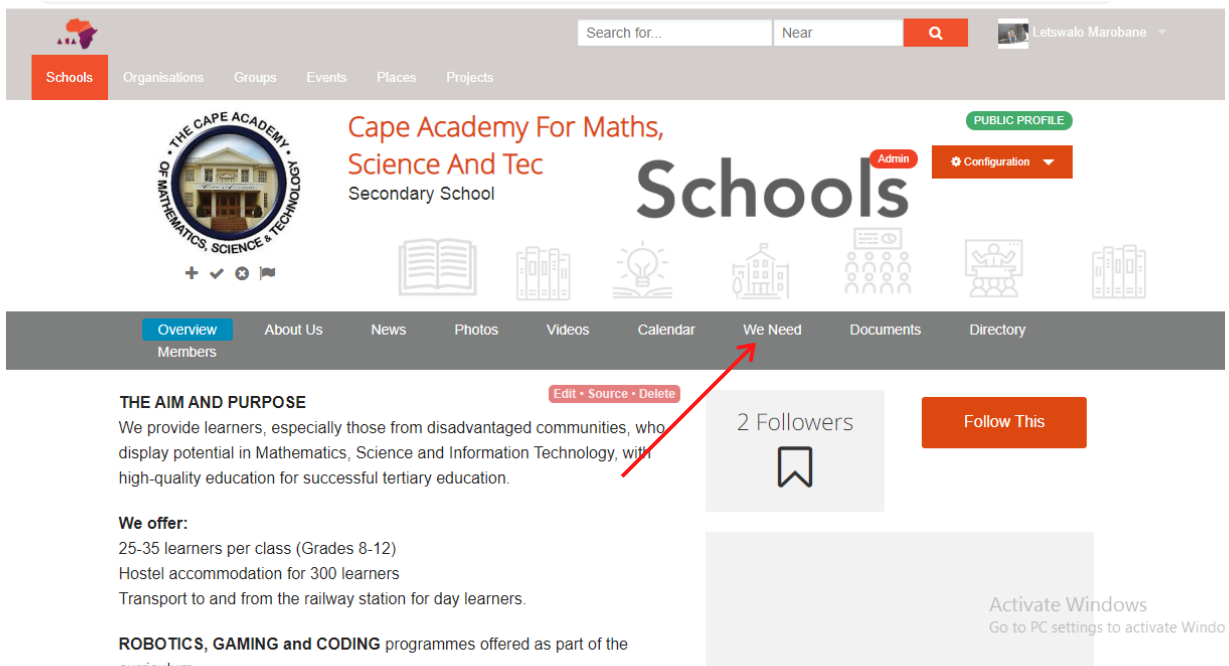 Search for...
Near
Letswalo Marobane
ASA
Schools Organisations Groups Events Places Projects
THE CAPE ACADEMY OF MATHEMATICS, SCIENCE & TECHNOLOGY
Cape Academy For Maths,
Science And Tec
Secondary School
Schools
Admin
PUBLIC PROFILE
Configuration
Overview About Us News Photos Videos Calendar We Need Documents Directory
Members
Edit • Source • Delete
THE AIM AND PURPOSE
We provide learners, especially those from disadvantaged communities, who
display potential in Mathematics, Science and Information Technology, with
high-quality education for successful tertiary education.
We offer:
25-35 learners per class (Grades 8-12)
Hostel accommodation for 300 learners
Transport to and from the railway station for day learners.
ROBOTICS, GAMING and CODING programmes offered as part of the
2 Followers
Follow This
Activate Windows
Go to PC settings to activate Windo